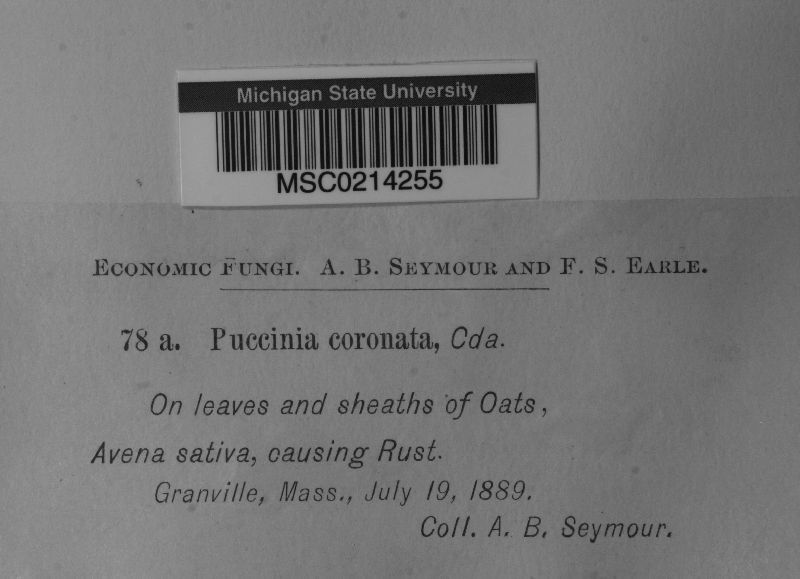 Michigan State University
MSC0214255
Economic Fungi. A. B. Seymour and F. S. Earle.
78 a. Puccinia coronata, Cda.
On leaves and sheaths of Oats,
Avena sativa, causing Rust.
Granville, Mass., July 19, 1889.
Coll. A. B. Seymour.